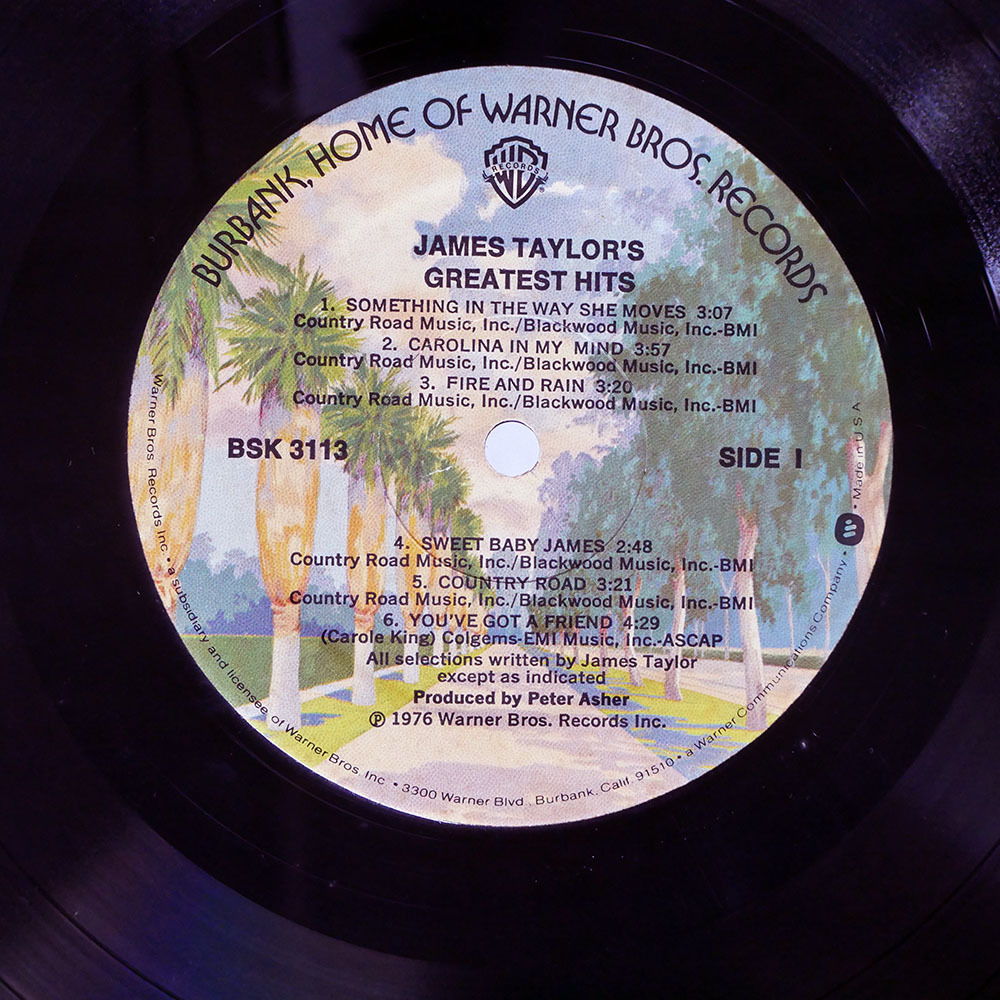 BURBANK, HOME OF WARNER BROS. RECORDS
WB
RECORDS
JAMES TAYLOR'S
GREATEST HITS
1. SOMETHING IN THE WAY SHE MOVES 3:07
Country Road Music, Inc./Blackwood Music, Inc.-BMI
2. CAROLINA IN MY MIND 3:57
Country Road Music, Inc./Blackwood Music, Inc.-BMI
3. FIRE AND RAIN 3:20
Country Road Music, Inc./Blackwood Music, Inc.-BMI
BSK 3113
SIDE 1
4. SWEET BABY JAMES 2:48
Country Road Music, Inc./Blackwood Music, Inc.-BMI
5. COUNTRY ROAD 3:21
Country Road Music, Inc./Blackwood Music, Inc.-BMI
6. YOU'VE GOT A FRIEND 4:29
(Carole King) Colgems-EMI Music, Inc.-ASCAP
All selections written by James Taylor
except as indicated
Produced by Peter Asher
℗ 1976 Warner Bros. Records Inc.
Warner Bros. Records Inc. • a subsidiary and licensee of Warner Bros. Inc • 3300 Warner Blvd., Burbank, Calif. 91510 • a Warner Communications Company • Made in U S A